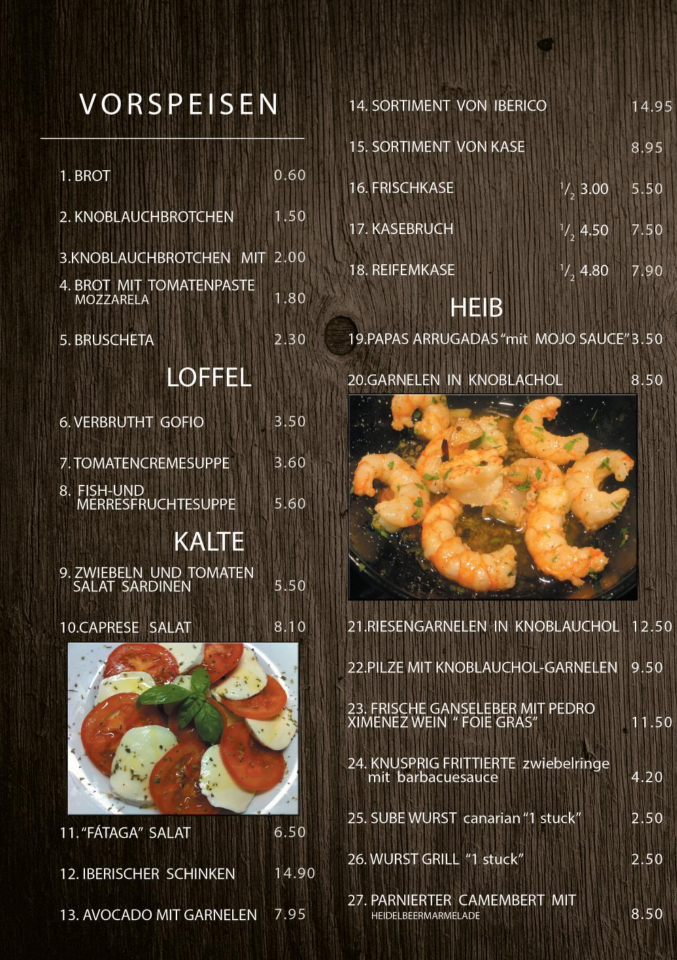 VORSPEISEN
1. BROT 0.60
2. KNOBLAUCHBROTCHEN 1.50
3.KNOBLAUCHBROTCHEN MIT 2.00
4. BROT MIT TOMATENPASTE
MOZZARELA 1.80
5. BRUSCHETA 2.30
LOFFEL
6. VERBRUTHT GOFIO 3.50
7. TOMATENCREMESUPPE 3.60
8. FISH-UND
MERRESFRUCHTESUPPE 5.60
KALTE
9. ZWIEBELN UND TOMATEN
SALAT SARDINEN 5.50
10.CAPRESE SALAT 8.10
11. “FÁTAGA” SALAT 6.50
12. IBERISCHER SCHINKEN 14.90
13. AVOCADO MIT GARNELEN 7.95
14. SORTIMENT VON IBERICO 14.95
15. SORTIMENT VON KASE 8.95
16. FRISCHKASE 1/2 3.00 5.50
17. KASEBRUCH 1/2 4.50 7.50
18. REIFEMKASE 1/2 4.80 7.90
HEIB
19.PAPAS ARRUGADAS “mit MOJO SAUCE” 3.50
20.GARNELEN IN KNOBLACHOL 8.50
21.RIESENGARNELEN IN KNOBLAUCHOL 12.50
22.PILZE MIT KNOBLAUCHOL-GARNELEN 9.50
23. FRISCHE GANSELEBER MIT PEDRO
XIMENEZ WEIN “ FOIE GRAS” 11.50
24. KNUSPRIG FRITTIERTE zwiebelringe
mit barbacuesauce 4.20
25. SUBE WURST canarian “1 stuck” 2.50
26. WURST GRILL “1 stuck” 2.50
27. PARNIERTER CAMEMBERT MIT
HEIDELBEERMARMELADE 8.50